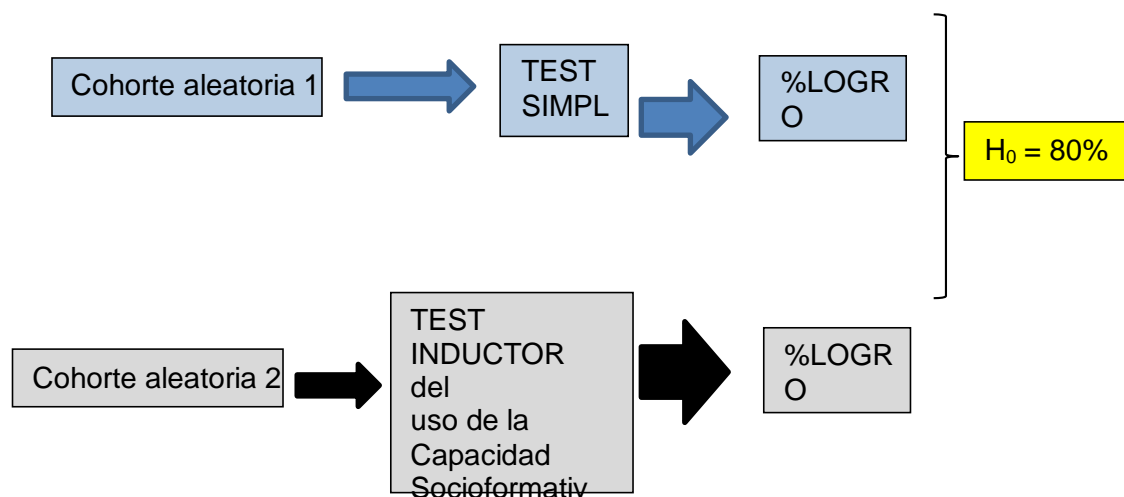 Cohorte aleatoria 1
TEST
SIMPL
%LOGR
O
H₀ = 80%
Cohorte aleatoria 2
TEST
INDUCTOR
del
uso de la
Capacidad
Socioformativ
%LOGR
O